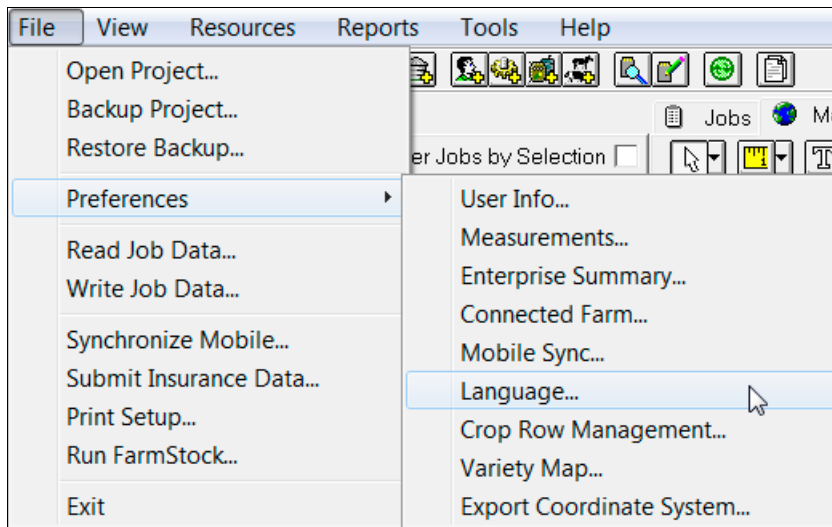 File View Resources Reports Tools Help
Open Project...
Backup Project...
Restore Backup...
Preferences
Read Job Data...
Write Job Data...
Synchronize Mobile...
Submit Insurance Data...
Print Setup...
Run FarmStock...
Exit
Jobs
er Jobs by Selection
User Info...
Measurements...
Enterprise Summary...
Connected Farm...
Mobile Sync...
Language...
Crop Row Management...
Variety Map...
Export Coordinate System...